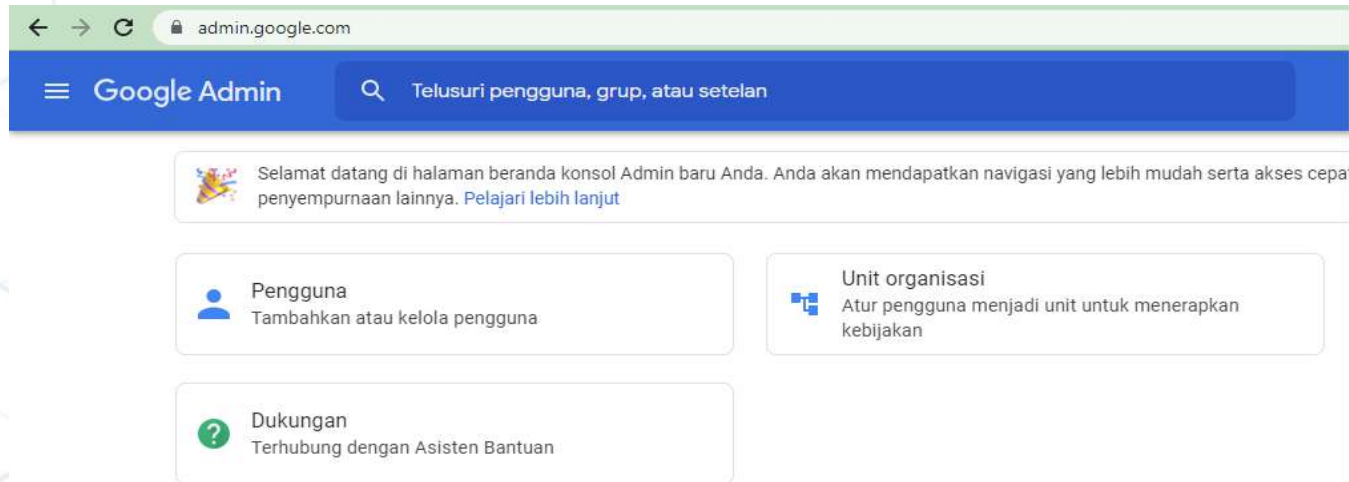 admin.google.com
Google Admin
Telusuri pengguna, grup, atau setelan
Selamat datang di halaman beranda konsol Admin baru Anda. Anda akan mendapatkan navigasi yang lebih mudah serta akses cepa
penyempurnaan lainnya. Pelajari lebih lanjut
Pengguna
Tambahkan atau kelola pengguna
Unit organisasi
Atur pengguna menjadi unit untuk menerapkan
kebijakan
Dukungan
Terhubung dengan Asisten Bantuan